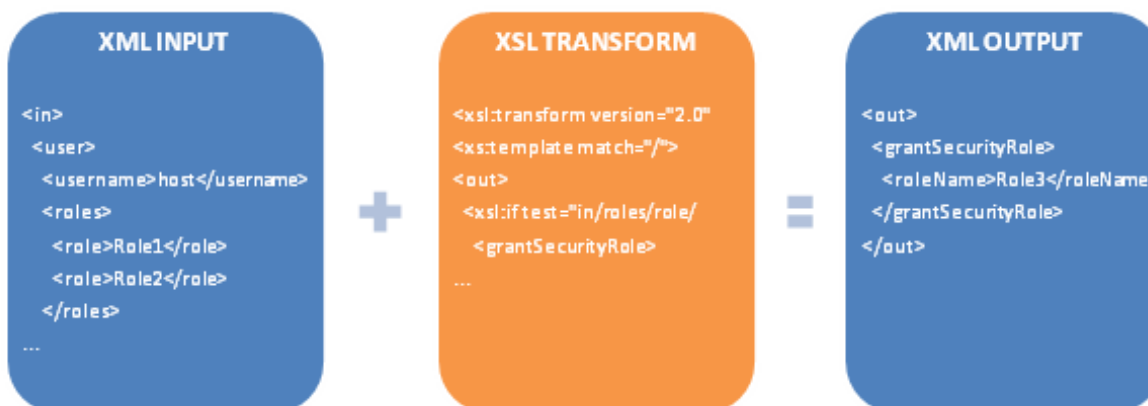 XML INPUT
<in>
<user>
<username>host</username>
<roles>
<role>Role1</role>
<role>Role2</role>
</roles>
...
+
XSL TRANSFORM
<xsl:transform version="2.0"
<xs:template match="/">
<out>
<xsl:if test="in/roles/role/
<grantSecurityRole>
...
=
XML OUTPUT
<out>
<grantSecurityRole>
<roleName>Role3</roleName
</grantSecurityRole>
</out>